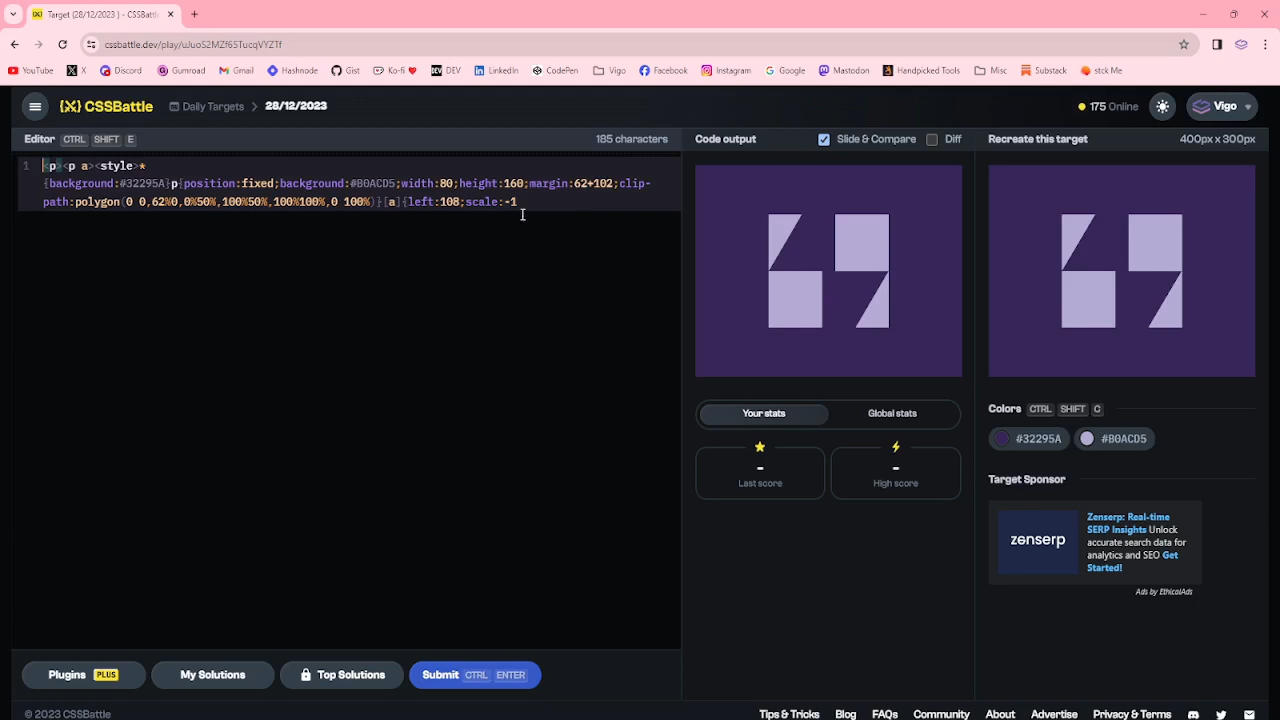 Target (28/12/2023 ) - CSSBattl
cssbattle.dev/play/uJuoS2MZf65TucqVYZTf
YouTube X Discord Gumroad Gmail Hashnode Gist Ko-fi DEV LinkedIn CodePen Vigo Facebook Instagram Google Mastodon Handpicked Tools Misc Substack stck Me
{X} CSSBattle Daily Targets > 28/12/2023 175 Online Vigo
Editor CTRL SHIFT E 185 characters
1 <p><p a><style>*
{background:#32295A}p{position:fixed;background:#B0ACD5;width:80;height:160;margin:62+102;clip-
path:polygon(0 0,62%0,0%50%,100%50%,100%100%,0 100%)}[a]{left:108;scale:-1
Code output Slide & Compare Diff
Recreate this target 400px x 300px
Your stats Global stats
- Last score
- High score
Colors CTRL SHIFT C
#32295A #B0ACD5
Target Sponsor
zenserp
Zenserp: Real-time
SERP Insights Unlock
accurate search data for
analytics and SEO Get
Started!
Ads by EthicalAds
Plugins PLUS My Solutions Top Solutions Submit CTRL ENTER
© 2023 CSSBattle
Tips & Tricks Blog FAQs Community About Advertise Privacy & Terms